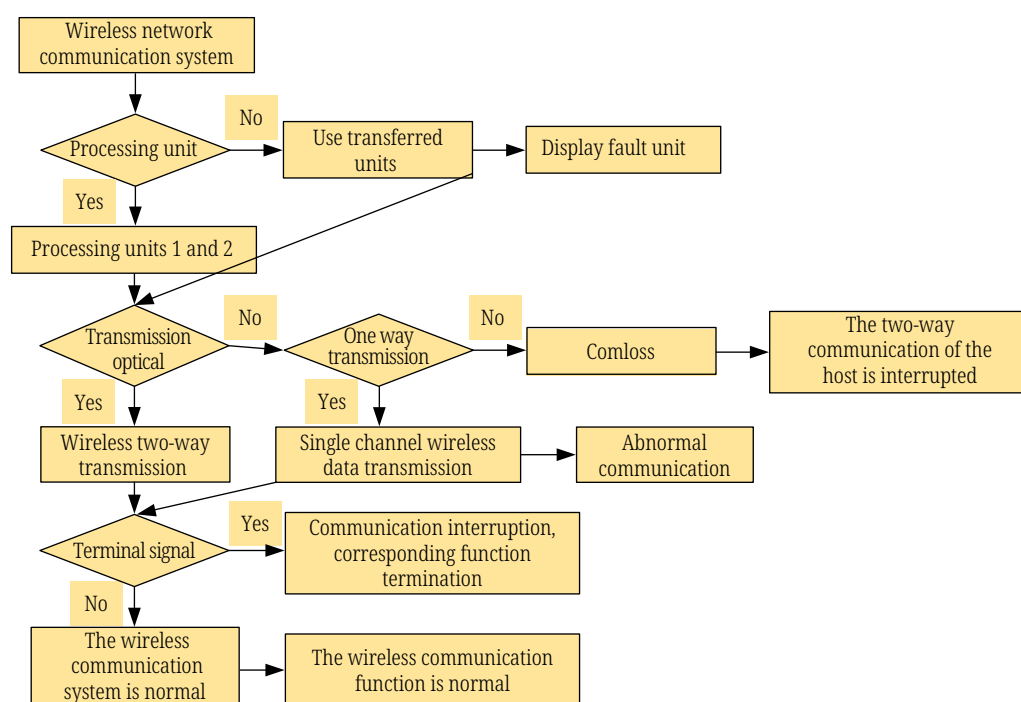 Wireless network
communication system
No
Processing unit
Use transferred
units
Display fault unit
Yes
Processing units 1 and 2
No
No
Transmission
optical
One way
transmission
Comloss
The two-way
communication of the
host is interrupted
Yes
Yes
Wireless two-way
transmission
Single channel wireless
data transmission
Abnormal
communication
Yes
Terminal signal
Communication interruption,
corresponding function
termination
No
The wireless
communication
system is normal
The wireless communication
function is normal